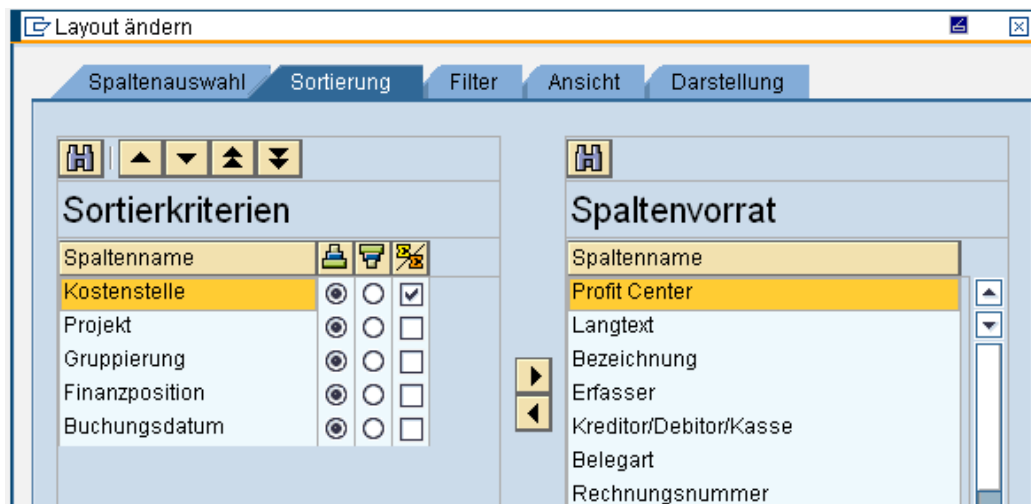 Layout ändern
Spaltenauswahl Sortierung Filter Ansicht Darstellung
Sortierkriterien
Spaltenname
Kostenstelle
Projekt
Gruppierung
Finanzposition
Buchungsdatum
Spaltenvorrat
Spaltenname
Profit Center
Langtext
Bezeichnung
Erfasser
Kreditor/Debitor/Kasse
Belegart
Rechnungsnummer